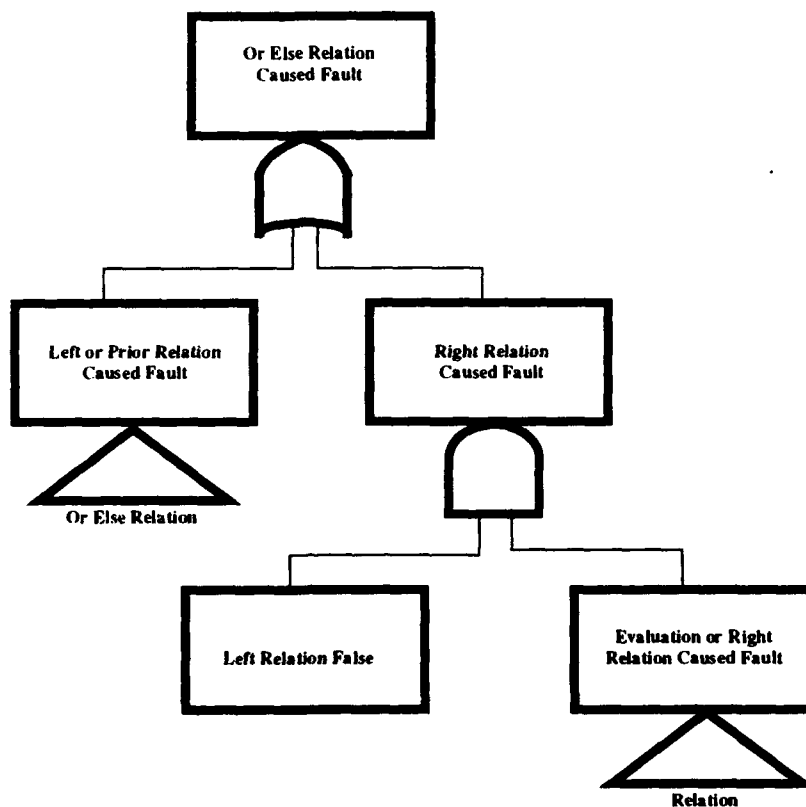 Or Else Relation
Caused Fault
Left or Prior Relation
Caused Fault
Right Relation
Caused Fault
Or Else Relation
Left Relation False
Evaluation or Right
Relation Caused Fault
Relation